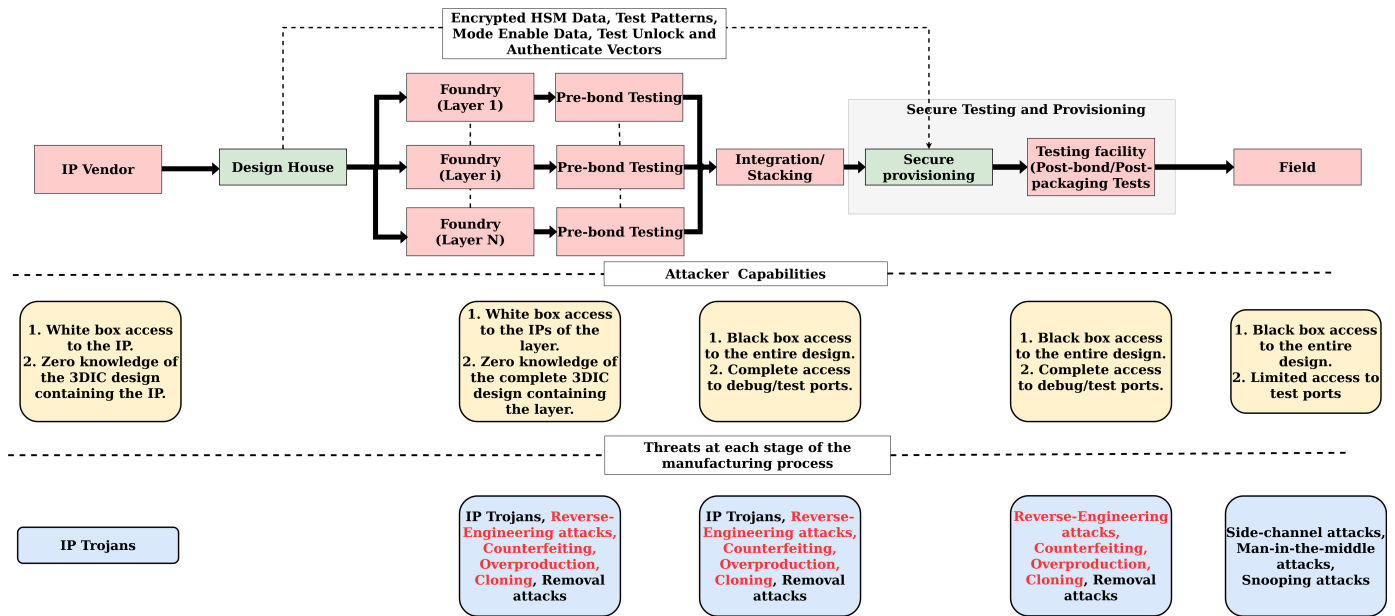 Encrypted HSM Data, Test Patterns,
Mode Enable Data, Test Unlock and
Authenticate Vectors
Foundry
(Layer 1)
Pre-bond Testing
Secure Testing and Provisioning
IP Vendor
Design House
Foundry
(Layer i)
Pre-bond Testing
Integration/
Stacking
Secure
provisioning
Testing facility
(Post-bond/Post-
packaging Tests
Field
Foundry
(Layer N)
Pre-bond Testing
Attacker  Capabilities
1. White box access
to the IP.
2. Zero knowledge of
the 3DIC design
containing the IP.
1. White box access
to the IPs of the
layer.
2. Zero knowledge of
the complete 3DIC
design containing
the layer.
1. Black box access
to the entire design.
2. Complete access
to debug/test ports.
1. Black box access
to the entire design.
2. Complete access
to debug/test ports.
1. Black box access
to the entire
design.
2. Limited access to
test ports
Threats at each stage of the
manufacturing process
IP Trojans
IP Trojans, Reverse-
Engineering attacks,
Counterfeiting,
Overproduction,
Cloning, Removal
attacks
IP Trojans, Reverse-
Engineering attacks,
Counterfeiting,
Overproduction,
Cloning, Removal
attacks
Reverse-Engineering
attacks,
Counterfeiting,
Overproduction,
Cloning, Removal
attacks
Side-channel attacks,
Man-in-the-middle
attacks,
Snooping attacks